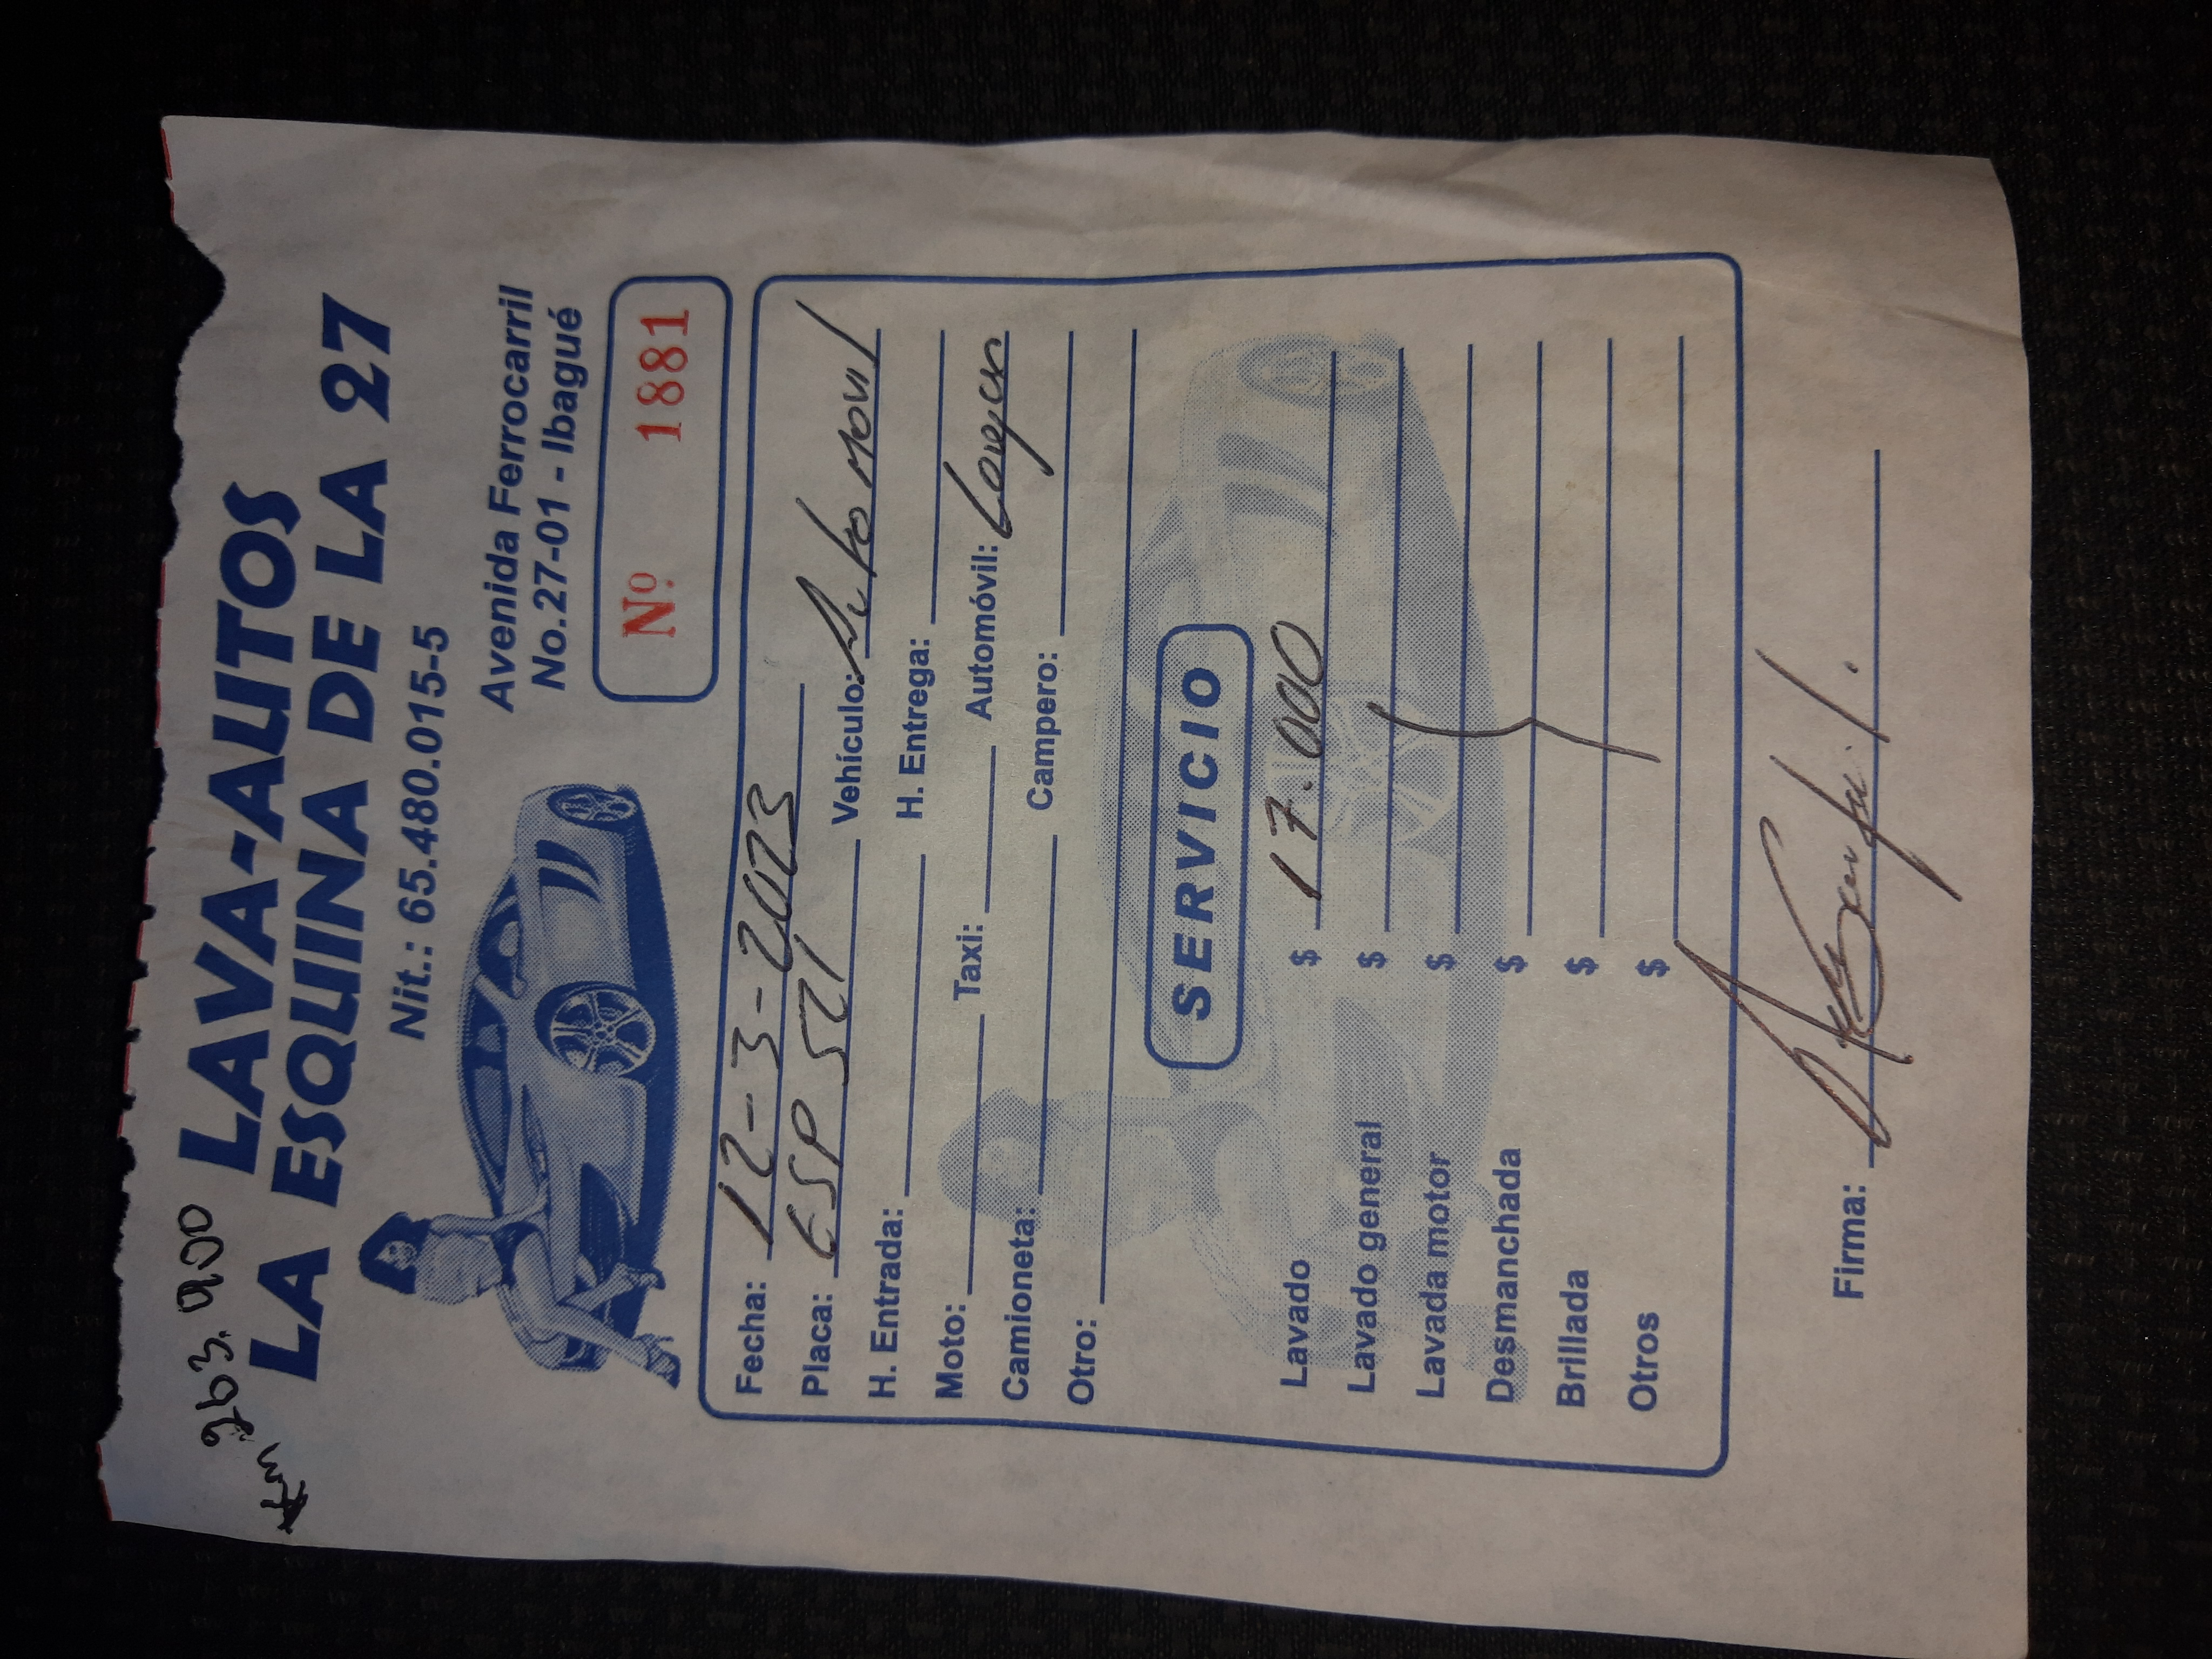 263.900
LAVA-AUTOS
LA ESQUINA DE LA 27
Nit.: 65.480.015-5
Avenida Ferrocarril
No.27-01 - Ibagué
Nº 1881
Fecha: 12-3-2023
Placa: ESP 521 Vehículo: Automovil
H. Entrada: H. Entrega:
Moto: Taxi: Automóvil: Logan
Camioneta: Campero:
Otro:
SERVICIO
Lavado $ 17.000
Lavado general $
Lavada motor $
Desmanchada $
Brillada $
Otros $
Firma: